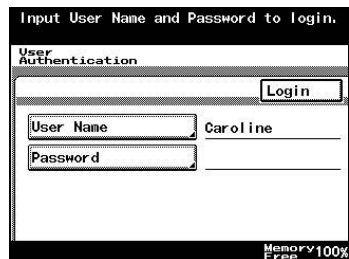 Input User Name and Password to login.
User
Authentication
Login
User Name Caroline
Password
Memory 100%
Free